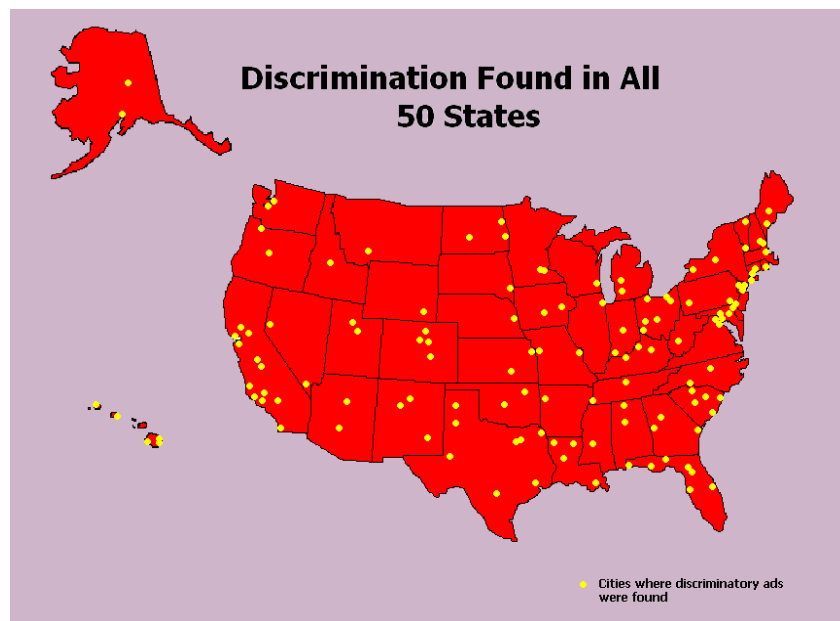 Discrimination Found in All
50 States
Cities where discriminatory ads
were found